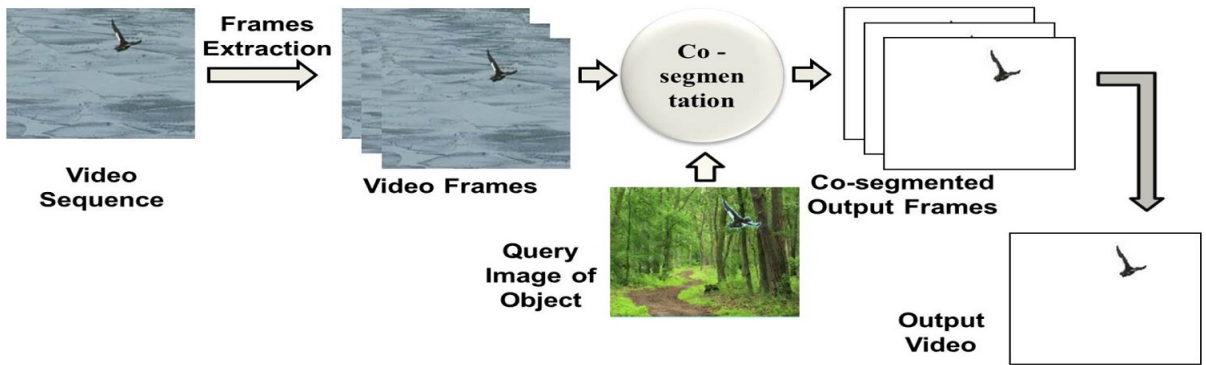 Frames
Extraction
Co -
segmen
tation
Video
Sequence
Video Frames
Co-segmented
Output Frames
Query
Image of
Object
Output
Video